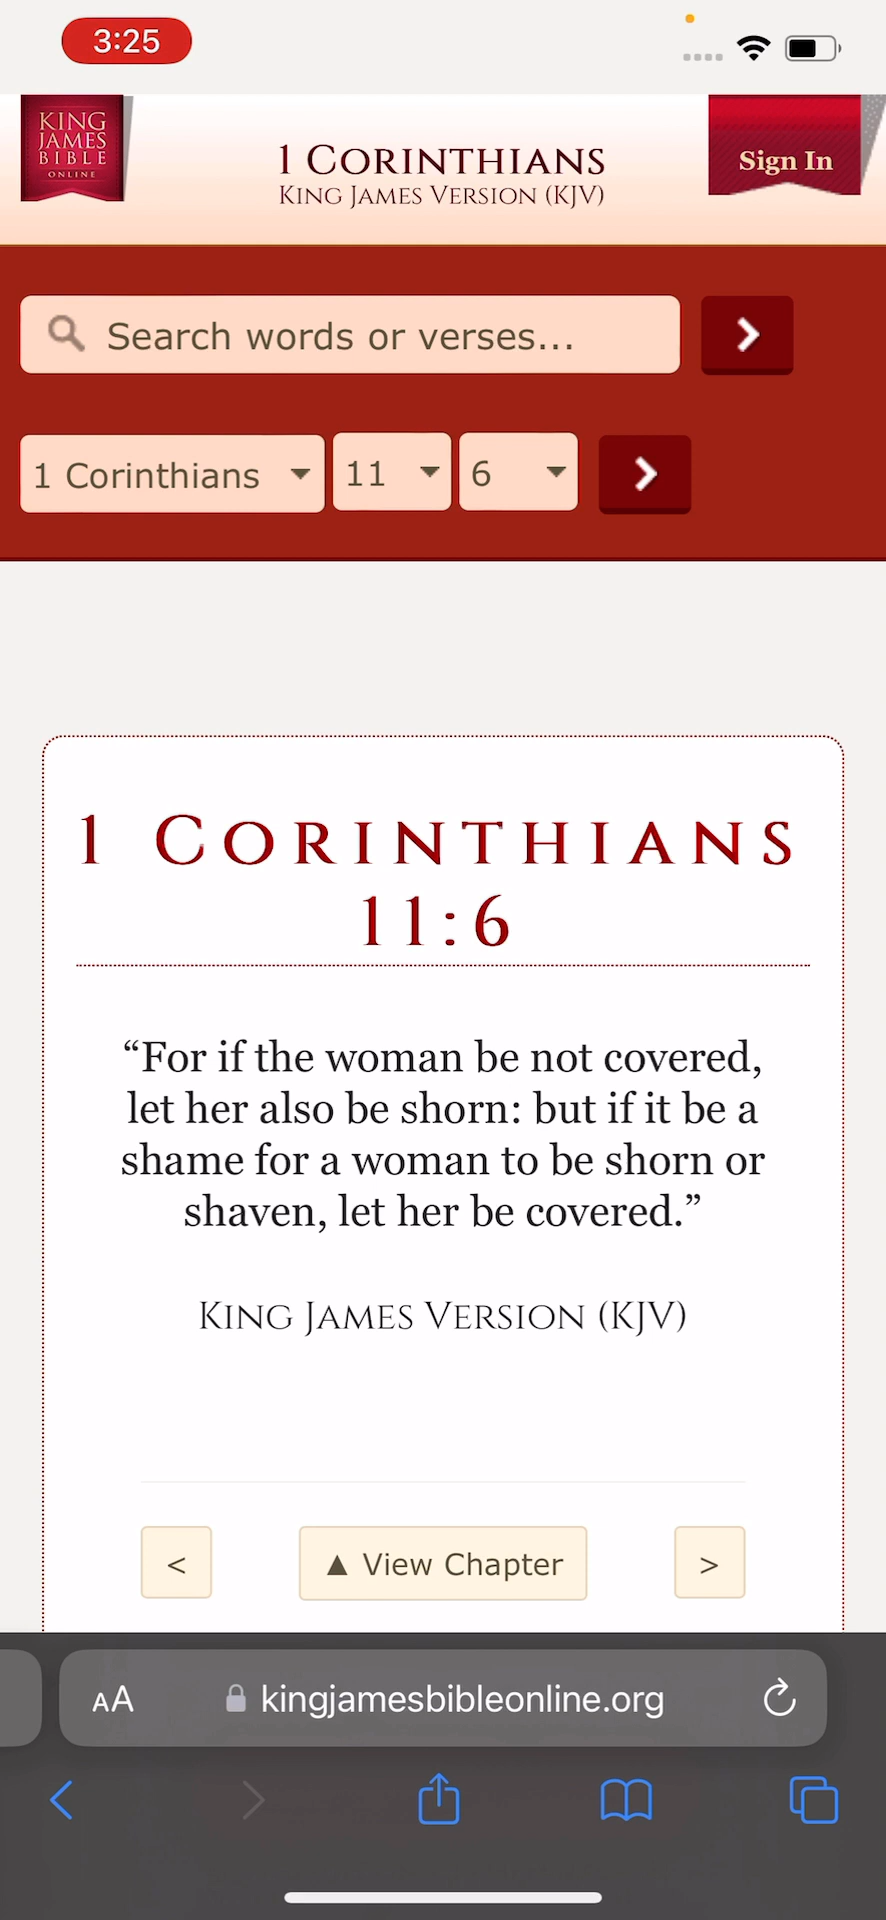 3:25
KING
JAMES
BIBLE
ONLINE
1 CORINTHIANS
KING JAMES VERSION (KJV)
Sign In
Search words or verses...
1 Corinthians 11 6
1 CORINTHIANS
11:6
“For if the woman be not covered,
let her also be shorn: but if it be a
shame for a woman to be shorn or
shaven, let her be covered.”
KING JAMES VERSION (KJV)
< ▲ View Chapter >
AA kingjamesbibleonline.org